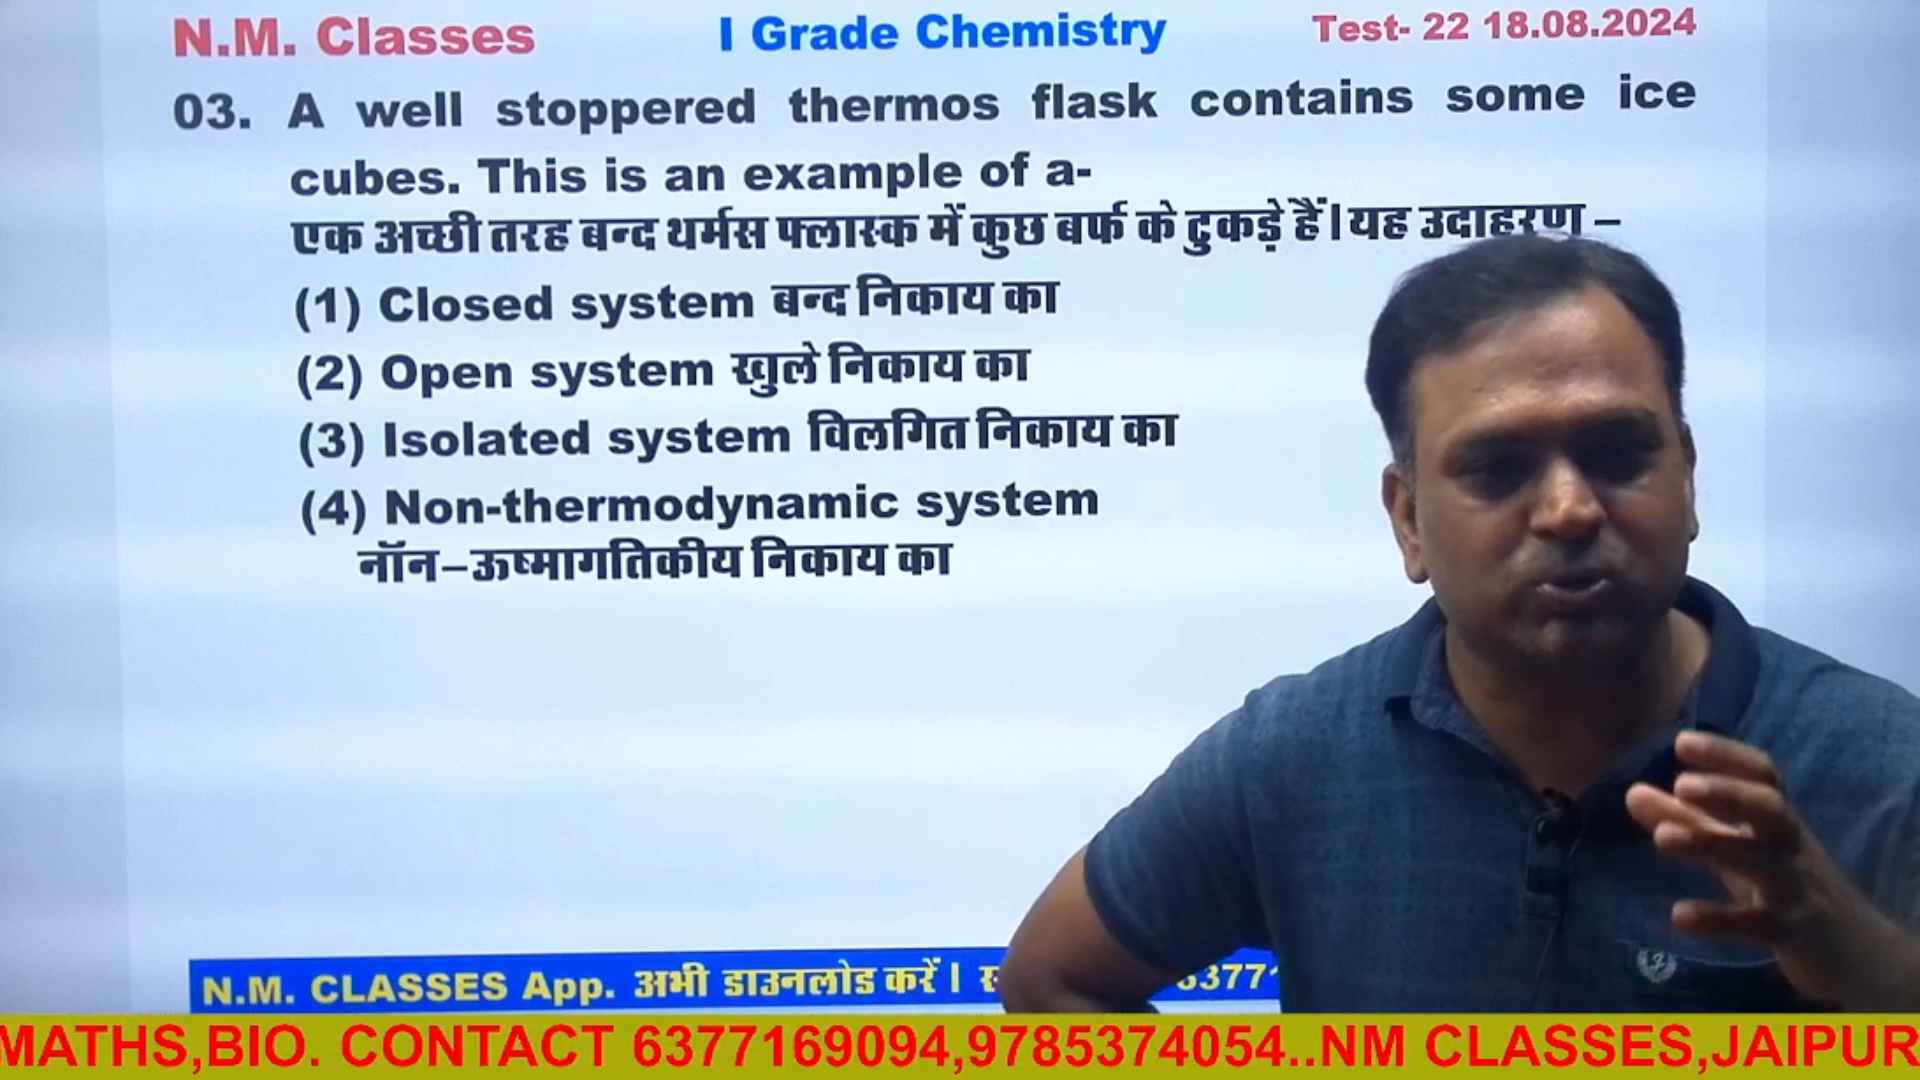 N.M. Classes I Grade Chemistry Test- 22 18.08.2024
03. A well stoppered thermos flask contains some ice
cubes. This is an example of a-
एक अच्छी तरह बन्द थर्मस फ्लास्क में कुछ बर्फ के टुकड़े हैं। यह उदाहरण –
(1) Closed system बन्द निकाय का
(2) Open system खुले निकाय का
(3) Isolated system विलगित निकाय का
(4) Non-thermodynamic system
नॉन–ऊष्मागतिकीय निकाय का
N.M. CLASSES App. अभी डाउनलोड करें।
MATHS,BIO. CONTACT 6377169094,9785374054..NM CLASSES,JAIPUR